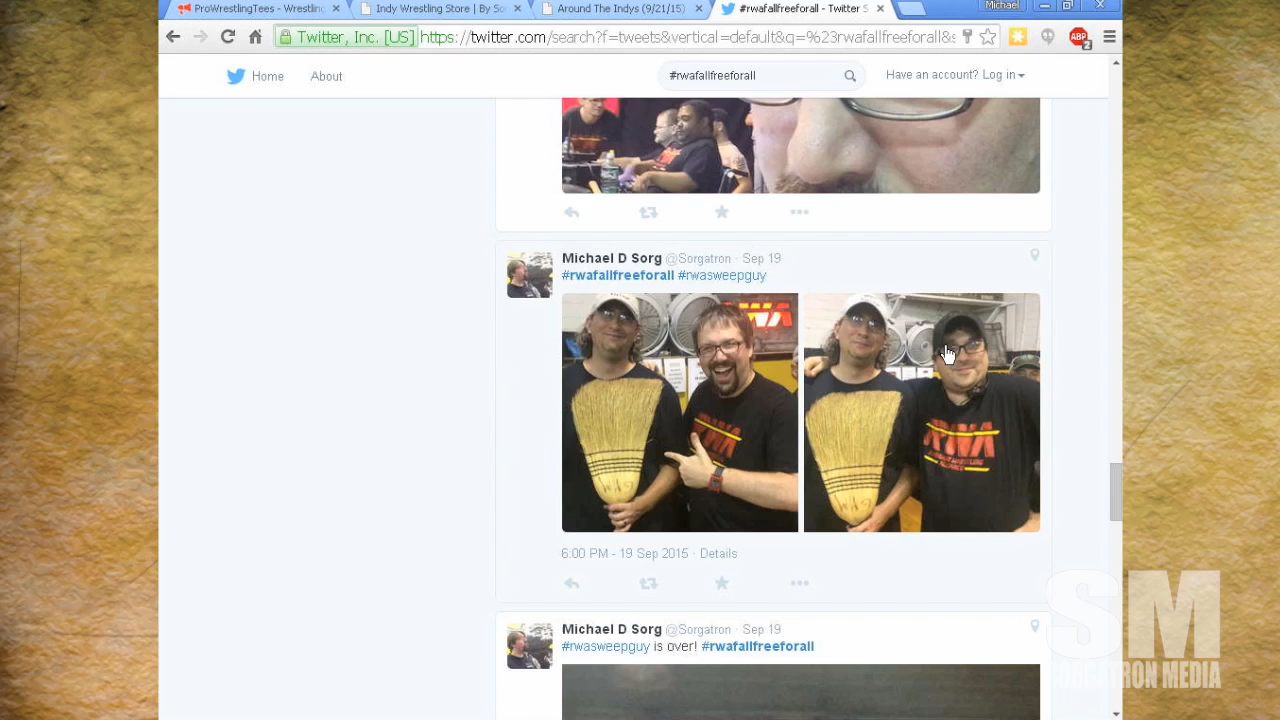 ProWrestlingTees - Wrestling
Indy Wrestling Store | By So
Around The Indys (9/21/15)
#rwafallfreeforall - Twitter S
Michael
Twitter, Inc. [US]
https://twitter.com/search?f=tweets&vertical=default&q=%23rwafallfreeforall&s
ABP
2
Home
About
#rwafallfreeforall
Have an account? Log in
Michael D Sorg @Sorgatron · Sep 19
#rwafallfreeforall #rwasweepguy
6:00 PM - 19 Sep 2015 · Details
Michael D Sorg @Sorgatron · Sep 19
#rwasweepguy is over! #rwafallfreeforall
SM
SORGATRON MEDIA